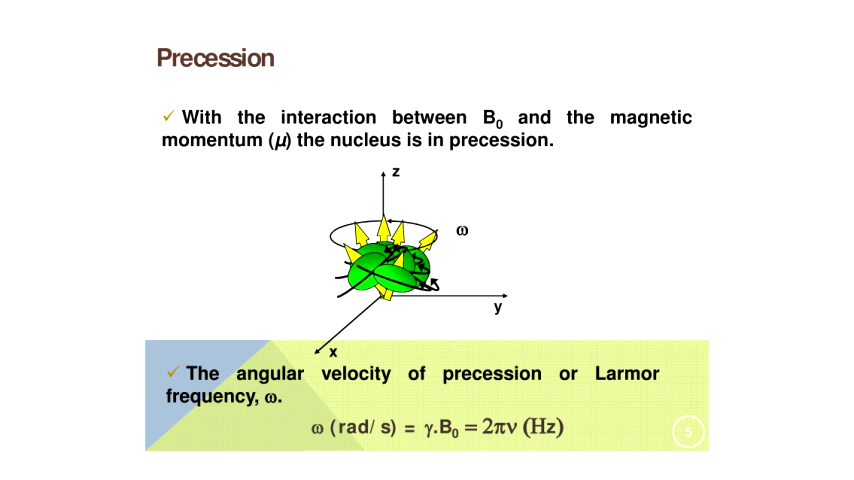 Precession
✓ With the interaction between B₀ and the magnetic
momentum (µ) the nucleus is in precession.
z
ω
y
x
✓ The angular velocity of precession or Larmor
frequency, ω.
ω (rad/ s) = γ.B₀ = 2πν (Hz)
5